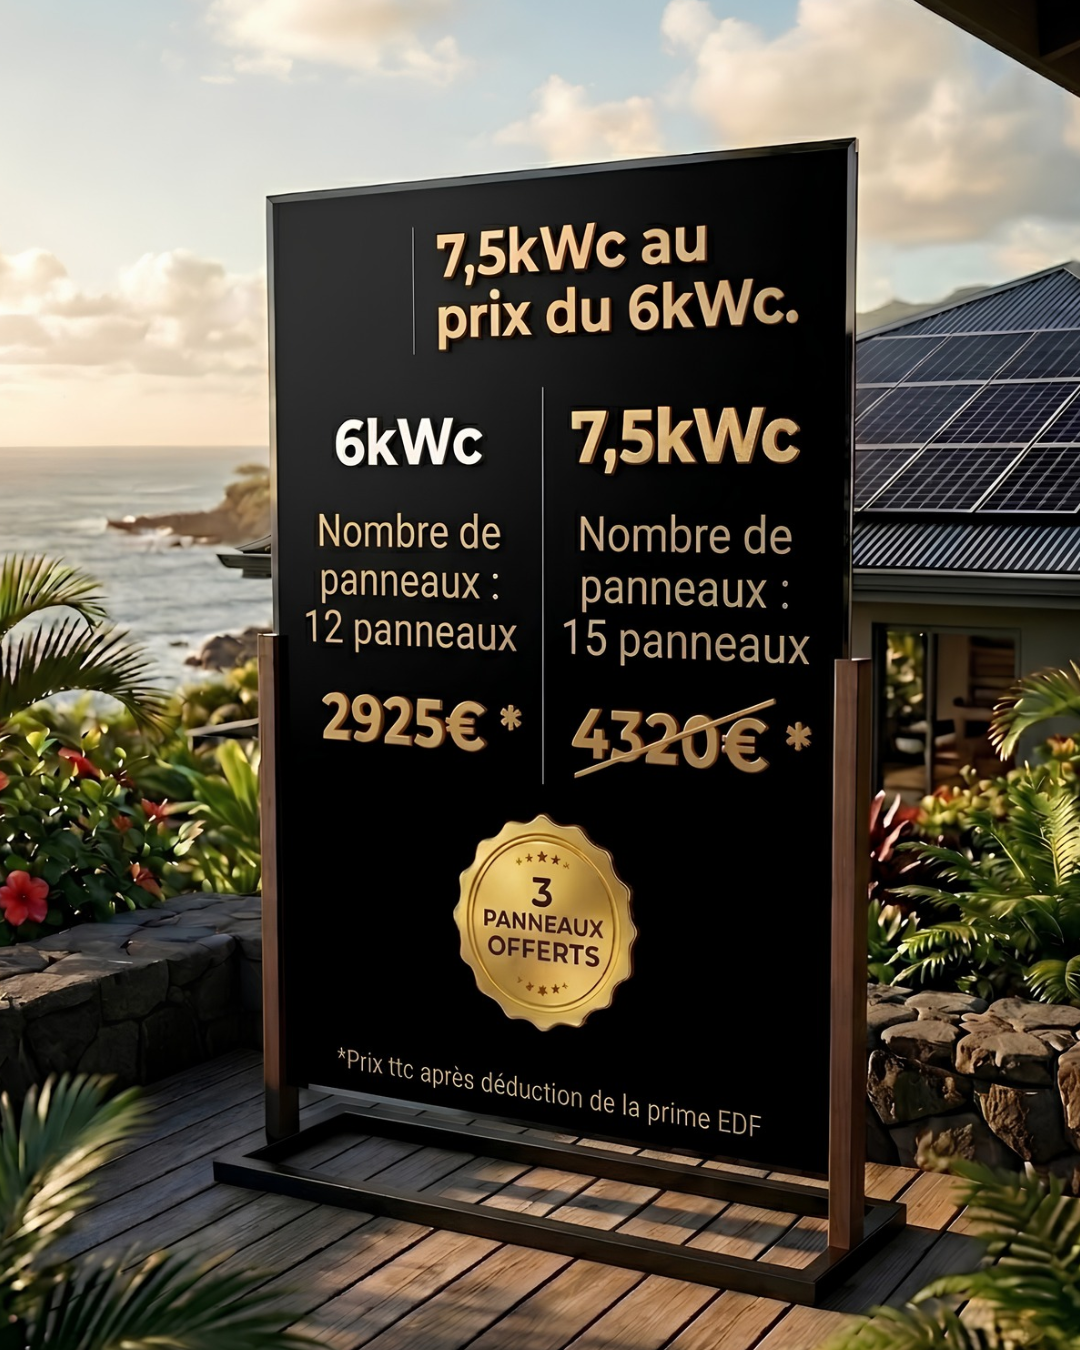 7,5kWc au
prix du 6kWc.
6kWc
Nombre de
panneaux :
12 panneaux
2925€ *
7,5kWc
Nombre de
panneaux :
15 panneaux
4320€ *
3
PANNEAUX
OFFERTS
*Prix ttc après déduction de la prime EDF